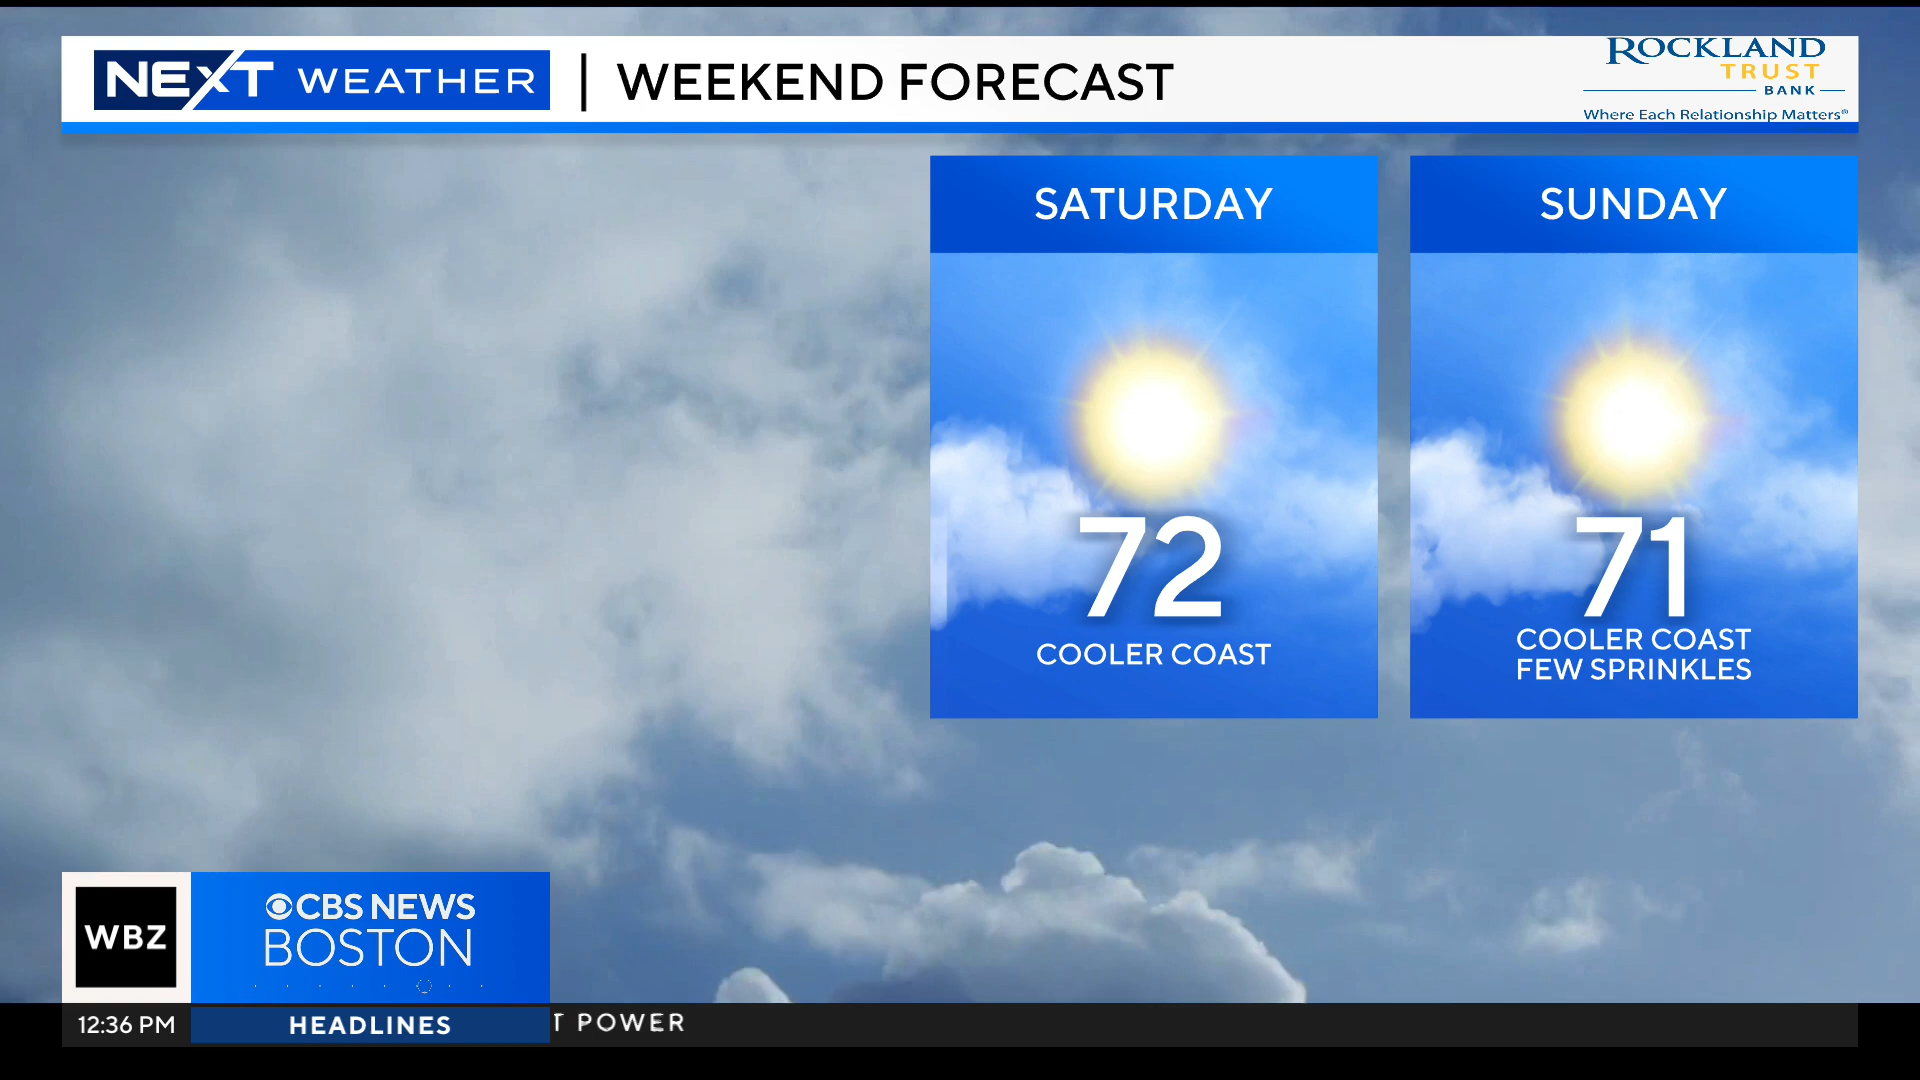 NEXT WEATHER | WEEKEND FORECAST
ROCKLAND
TRUST
BANK
Where Each Relationship Matters®
SATURDAY
72
COOLER COAST
SUNDAY
71
COOLER COAST
FEW SPRINKLES
WBZ
CBS NEWS
BOSTON
12:36 PM
HEADLINES
T POWER